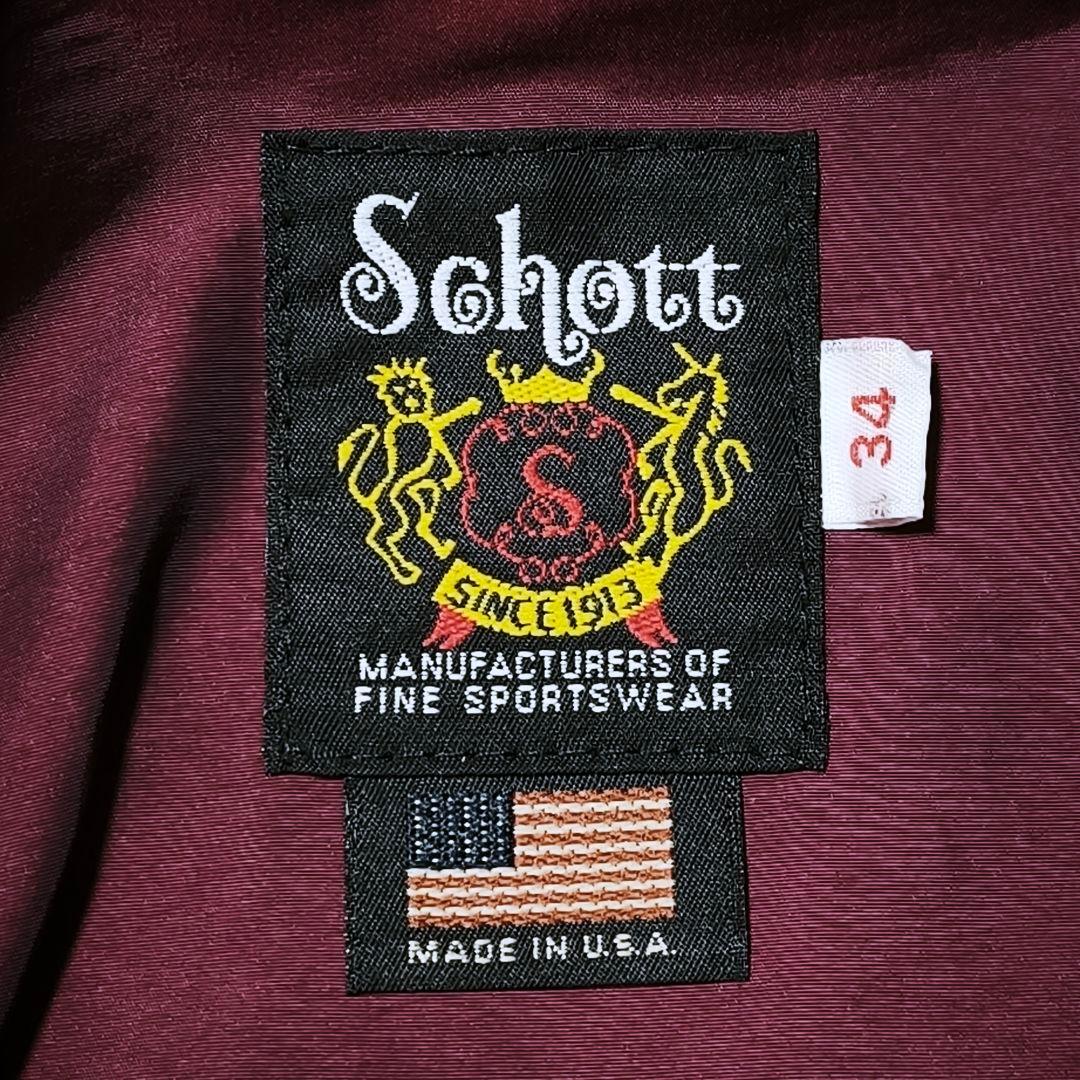 Schott
S
SINCE 1913
MANUFACTURERS OF
FINE SPORTSWEAR
34
MADE IN U.S.A.